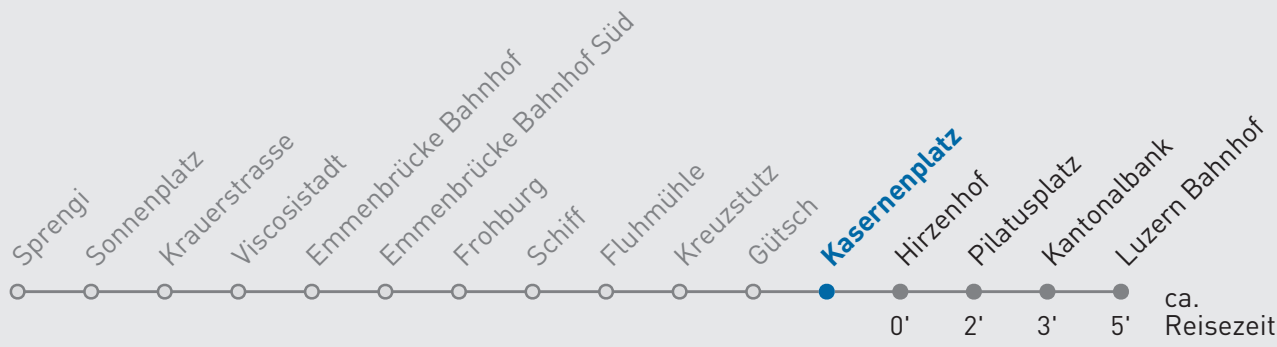 Sprengi
Sonnenplatz
Krauerstrasse
Viscosistadt
Emmenbrücke Bahnhof
Emmenbrücke Bahnhof Süd
Frohburg
Schiff
Fluhmühle
Kreuzstutz
Gütsch
Kasernenplatz
Hirzenhof
Pilatusplatz
Kantonalbank
Luzern Bahnhof
0' 2' 3' 5'
ca.
Reisezeit